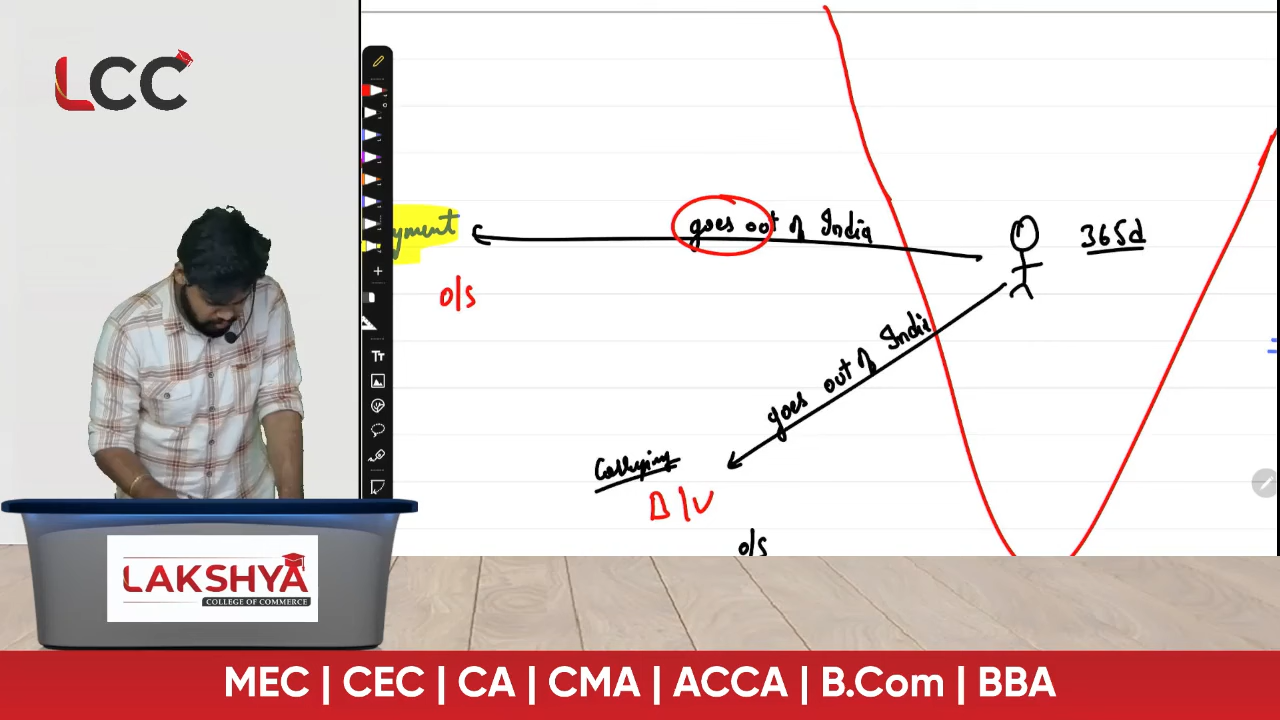 LCC
goes out of India
365d
yment
o/s
goes out of India
Carrying
B/V
o/s
Tt
LAKSHYA
COLLEGE OF COMMERCE
MEC | CEC | CA | CMA | ACCA | B.Com | BBA